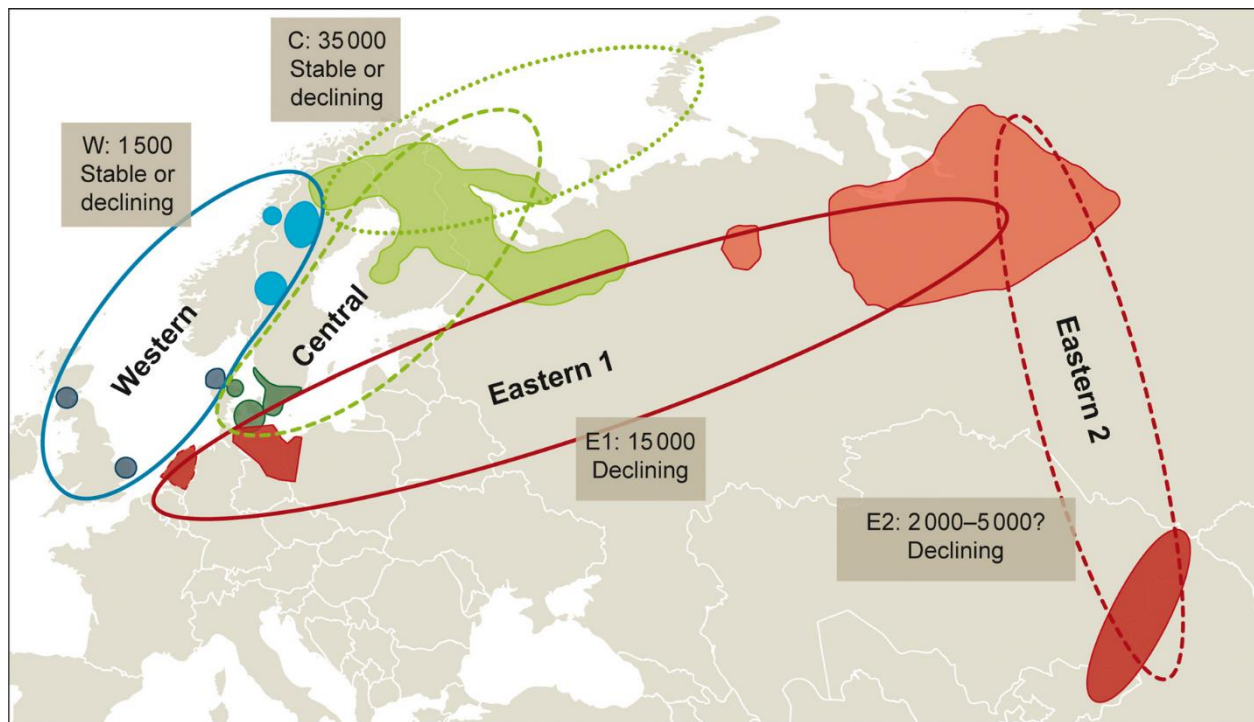 C: 35 000
Stable or
declining
W: 1 500
Stable or
declining
Western
Central
Eastern 1
Eastern 2
E1: 15 000
Declining
E2: 2 000–5 000?
Declining